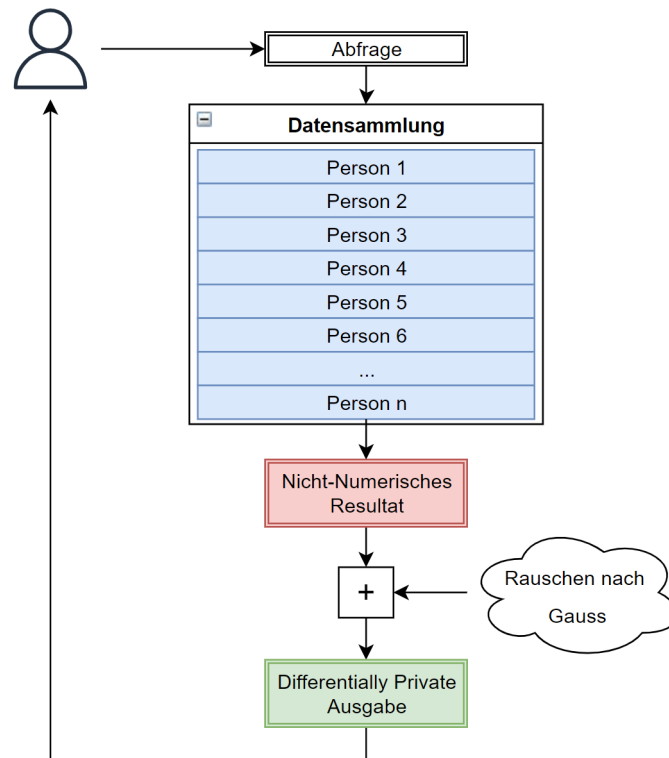 Abfrage
Datensammlung
Person 1
Person 2
Person 3
Person 4
Person 5
Person 6
...
Person n
Nicht-Numerisches
Resultat
+
Rauschen nach
Gauss
Differentially Private
Ausgabe